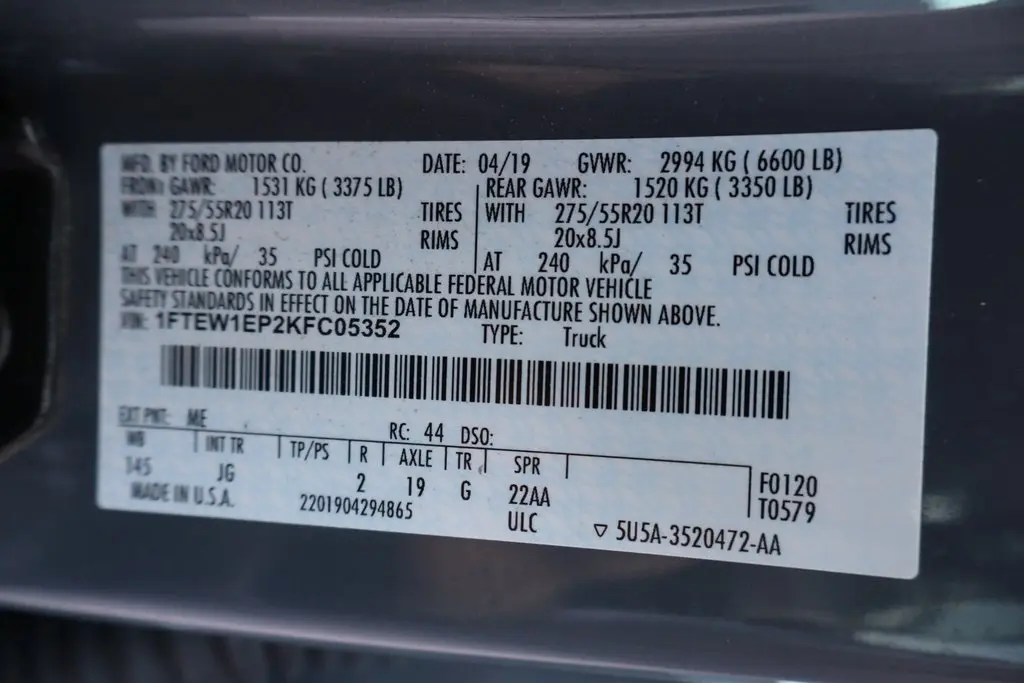 MFD. BY FORD MOTOR CO. DATE: 04/19 GVWR: 2994 KG ( 6600 LB)
FRONT GAWR: 1531 KG ( 3375 LB) REAR GAWR: 1520 KG ( 3350 LB)
WITH 275/55R20 113T TIRES WITH 275/55R20 113T TIRES
20x8.5J RIMS 20x8.5J RIMS
AT 240 kPa/ 35 PSI COLD AT 240 kPa/ 35 PSI COLD
THIS VEHICLE CONFORMS TO ALL APPLICABLE FEDERAL MOTOR VEHICLE
SAFETY STANDARDS IN EFFECT ON THE DATE OF MANUFACTURE SHOWN ABOVE.
VIN: 1FTEW1EP2KFC05352 TYPE: Truck
EXT PNT: ME RC: 44 DSO:
WB INT TR TP/PS R AXLE TR SPR F0120
145 JG 2 19 G 22AA T0579
MADE IN U.S.A. 2201904294865 ULC ▽ 5U5A-3520472-AA